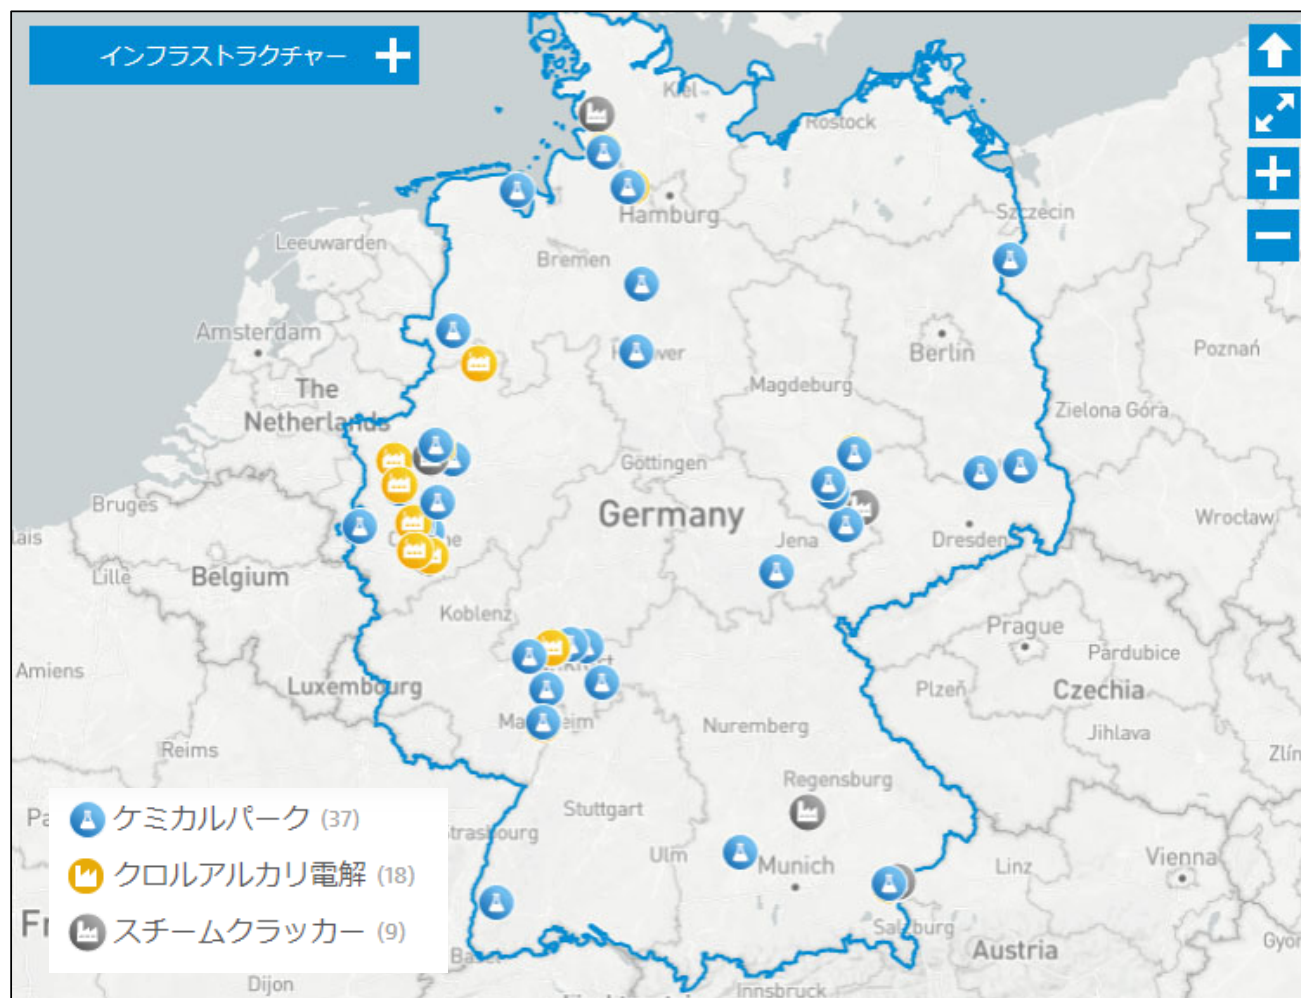 インフラストラクチャー
Kiel
Rostock
Hamburg
Szczecin
Leeuwarden
Bremen
Amsterdam
Berlin
Poznań
The
Netherlands
Magdeburg
Zielona Góra
Göttingen
Bruges
Germany
Wrocław
Jena
Dresden
Lille
Belgium
Koblenz
Prague
Pardubice
Amiens
Luxembourg
Plzeň
Czechia
Nuremberg
Jihlava
Reims
Regensburg
Stuttgart
ケミカルパーク (37)
Ulm
Munich
Linz
Vienna
クロルアルカリ電解 (18)
Salzburg
スチームクラッカー (9)
Austria
Dijon
Innsbruck